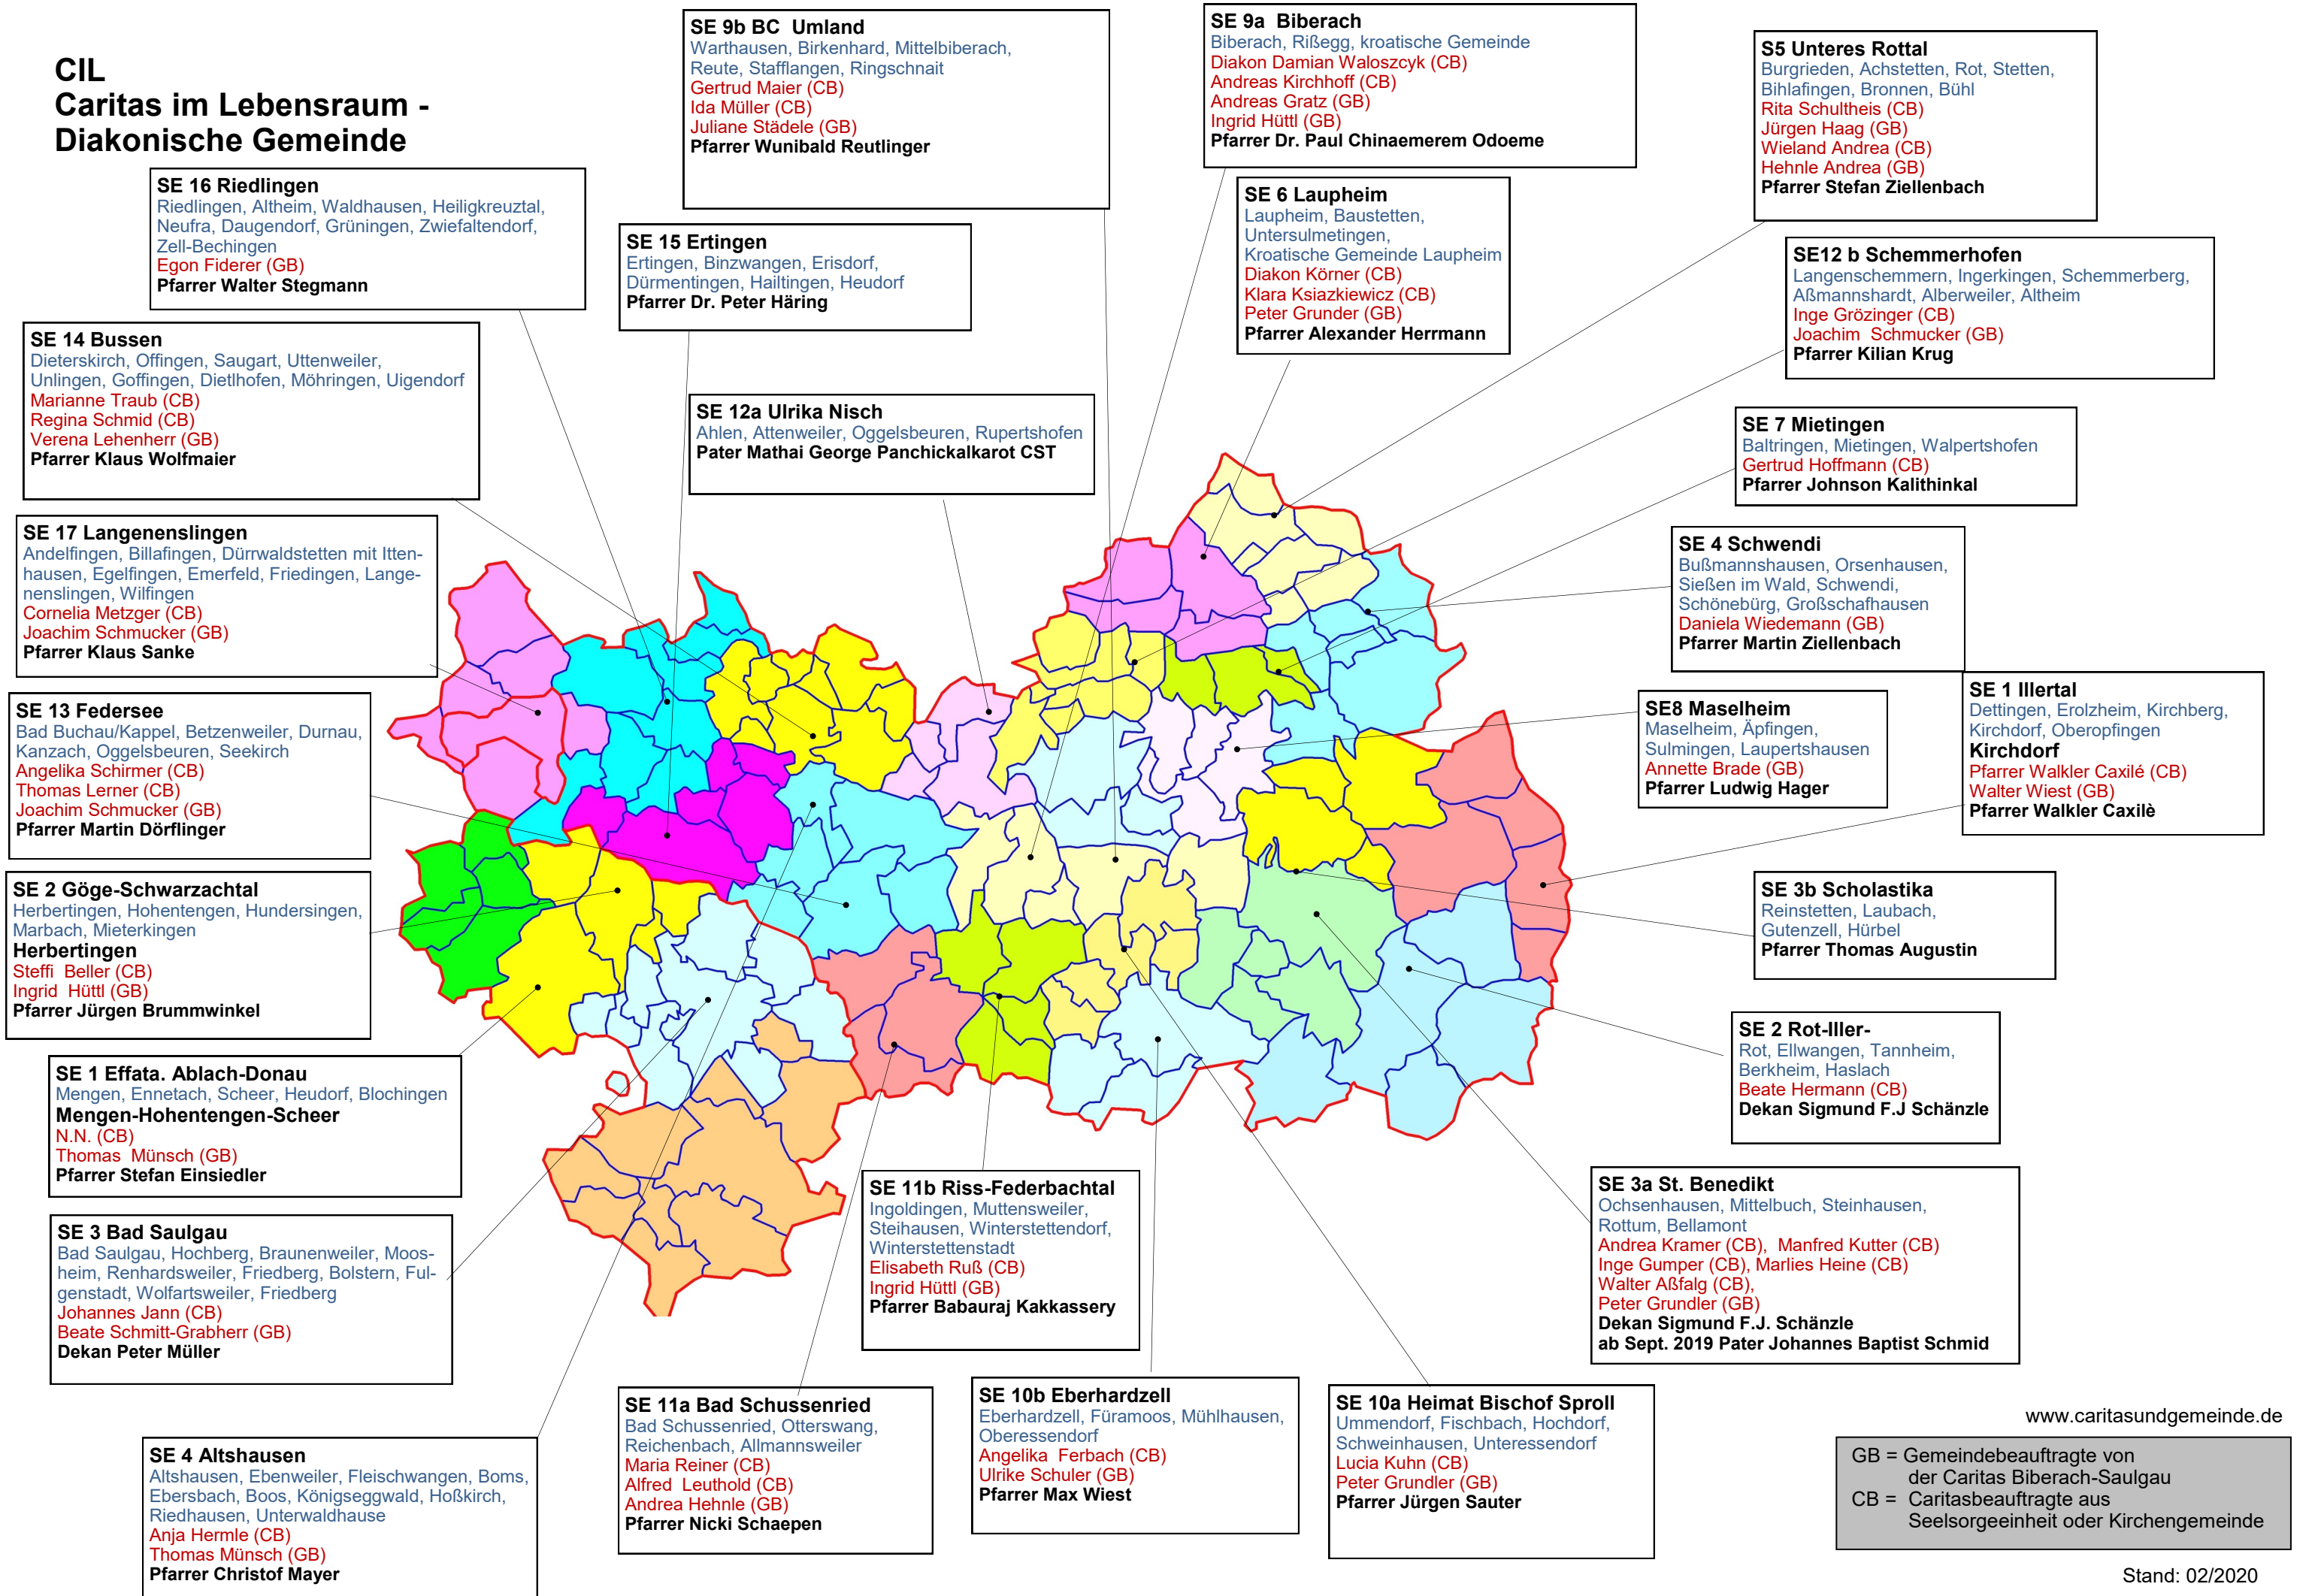 CIL
Caritas im Lebensraum -
Diakonische Gemeinde
SE 9b BC  Umland
Warthausen, Birkenhard, Mittelbiberach,
Reute, Stafflangen, Ringschnait
Gertrud Maier (CB)
Ida Müller (CB)
Juliane Städele (GB)
Pfarrer Wunibald Reutlinger
SE 9a  Biberach
Biberach, Rißegg, kroatische Gemeinde
Diakon Damian Waloszcyk (CB)
Andreas Kirchhoff (CB)
Andreas Gratz (GB)
Ingrid Hüttl (GB)
Pfarrer Dr. Paul Chinaemerem Odoeme
S5 Unteres Rottal
Burgrieden, Achstetten, Rot, Stetten,
Bihlafingen, Bronnen, Bühl
Rita Schultheis (CB)
Jürgen Haag (GB)
Wieland Andrea (CB)
Hehnle Andrea (GB)
Pfarrer Stefan Ziellenbach
SE 16 Riedlingen
Riedlingen, Altheim, Waldhausen, Heiligkreuztal,
Neufra, Daugendorf, Grüningen, Zwiefaltendorf,
Zell-Bechingen
Egon Fiderer (GB)
Pfarrer Walter Stegmann
SE 15 Ertingen
Ertingen, Binzwangen, Erisdorf,
Dürmentingen, Hailtingen, Heudorf
Pfarrer Dr. Peter Häring
SE 6 Laupheim
Laupheim, Baustetten,
Untersulmetingen,
Kroatische Gemeinde Laupheim
Diakon Körner (CB)
Klara Ksiazkiewicz (CB)
Peter Grunder (GB)
Pfarrer Alexander Herrmann
SE12 b Schemmerhofen
Langenschemmern, Ingerkingen, Schemmerberg,
Aßmannshardt, Alberweiler, Altheim
Inge Grözinger (CB)
Joachim  Schmucker (GB)
Pfarrer Kilian Krug
SE 14 Bussen
Dieterskirch, Offingen, Saugart, Uttenweiler,
Unlingen, Goffingen, Dietlhofen, Möhringen, Uigendorf
Marianne Traub (CB)
Regina Schmid (CB)
Verena Lehenherr (GB)
Pfarrer Klaus Wolfmaier
SE 12a Ulrika Nisch
Ahlen, Attenweiler, Oggelsbeuren, Rupertshofen
Pater Mathai George Panchickalkarot CST
SE 7 Mietingen
Baltringen, Mietingen, Walpertshofen
Gertrud Hoffmann (CB)
Pfarrer Johnson Kalithinkal
SE 17 Langenenslingen
Andelfingen, Billafingen, Dürrwaldstetten mit Itten-
hausen, Egelfingen, Emerfeld, Friedingen, Lange-
nenslingen, Wilfingen
Cornelia Metzger (CB)
Joachim Schmucker (GB)
Pfarrer Klaus Sanke
SE 4 Schwendi
Bußmannshausen, Orsenhausen,
Sießen im Wald, Schwendi,
Schönebürg, Großschafhausen
Daniela Wiedemann (GB)
Pfarrer Martin Ziellenbach
SE 13 Federsee
Bad Buchau/Kappel, Betzenweiler, Durnau,
Kanzach, Oggelsbeuren, Seekirch
Angelika Schirmer (CB)
Thomas Lerner (CB)
Joachim Schmucker (GB)
Pfarrer Martin Dörflinger
SE8 Maselheim
Maselheim, Äpfingen,
Sulmingen, Laupertshausen
Annette Brade (GB)
Pfarrer Ludwig Hager
SE 1 Illertal
Dettingen, Erolzheim, Kirchberg,
Kirchdorf, Oberopfingen
Kirchdorf
Pfarrer Walkler Caxilé (CB)
Walter Wiest (GB)
Pfarrer Walkler Caxilè
SE 2 Göge-Schwarzachtal
Herbertingen, Hohentengen, Hundersingen,
Marbach, Mieterkingen
Herbertingen
Steffi  Beller (CB)
Ingrid  Hüttl (GB)
Pfarrer Jürgen Brummwinkel
SE 3b Scholastika
Reinstetten, Laubach,
Gutenzell, Hürbel
Pfarrer Thomas Augustin
SE 1 Effata. Ablach-Donau
Mengen, Ennetach, Scheer, Heudorf, Blochingen
Mengen-Hohentengen-Scheer
N.N. (CB)
Thomas  Münsch (GB)
Pfarrer Stefan Einsiedler
SE 2 Rot-Iller-
Rot, Ellwangen, Tannheim,
Berkheim, Haslach
Beate Hermann (CB)
Dekan Sigmund F.J Schänzle
SE 3 Bad Saulgau
Bad Saulgau, Hochberg, Braunenweiler, Moos-
heim, Renhardsweiler, Friedberg, Bolstern, Ful-
genstadt, Wolfartsweiler, Friedberg
Johannes Jann (CB)
Beate Schmitt-Grabherr (GB)
Dekan Peter Müller
SE 11b Riss-Federbachtal
Ingoldingen, Muttensweiler,
Steihausen, Winterstettendorf,
Winterstettenstadt
Elisabeth Ruß (CB)
Ingrid Hüttl (GB)
Pfarrer Babauraj Kakkassery
SE 3a St. Benedikt
Ochsenhausen, Mittelbuch, Steinhausen,
Rottum, Bellamont
Andrea Kramer (CB),  Manfred Kutter (CB)
Inge Gumper (CB), Marlies Heine (CB)
Walter Aßfalg (CB),
Peter Grundler (GB)
Dekan Sigmund F.J. Schänzle
ab Sept. 2019 Pater Johannes Baptist Schmid
SE 4 Altshausen
Altshausen, Ebenweiler, Fleischwangen, Boms,
Ebersbach, Boos, Königseggwald, Hoßkirch,
Riedhausen, Unterwaldhause
Anja Hermle (CB)
Thomas Münsch (GB)
Pfarrer Christof Mayer
SE 11a Bad Schussenried
Bad Schussenried, Otterswang,
Reichenbach, Allmannsweiler
Maria Reiner (CB)
Alfred  Leuthold (CB)
Andrea Hehnle (GB)
Pfarrer Nicki Schaepen
SE 10b Eberhardzell
Eberhardzell, Füramoos, Mühlhausen,
Oberessendorf
Angelika  Ferbach (CB)
Ulrike Schuler (GB)
Pfarrer Max Wiest
SE 10a Heimat Bischof Sproll
Ummendorf, Fischbach, Hochdorf,
Schweinhausen, Unteressendorf
Lucia Kuhn (CB)
Peter Grundler (GB)
Pfarrer Jürgen Sauter
www.caritasundgemeinde.de
GB = Gemeindebeauftragte von
der Caritas Biberach-Saulgau
CB =  Caritasbeauftragte aus
Seelsorgeeinheit oder Kirchengemeinde
Stand: 02/2020